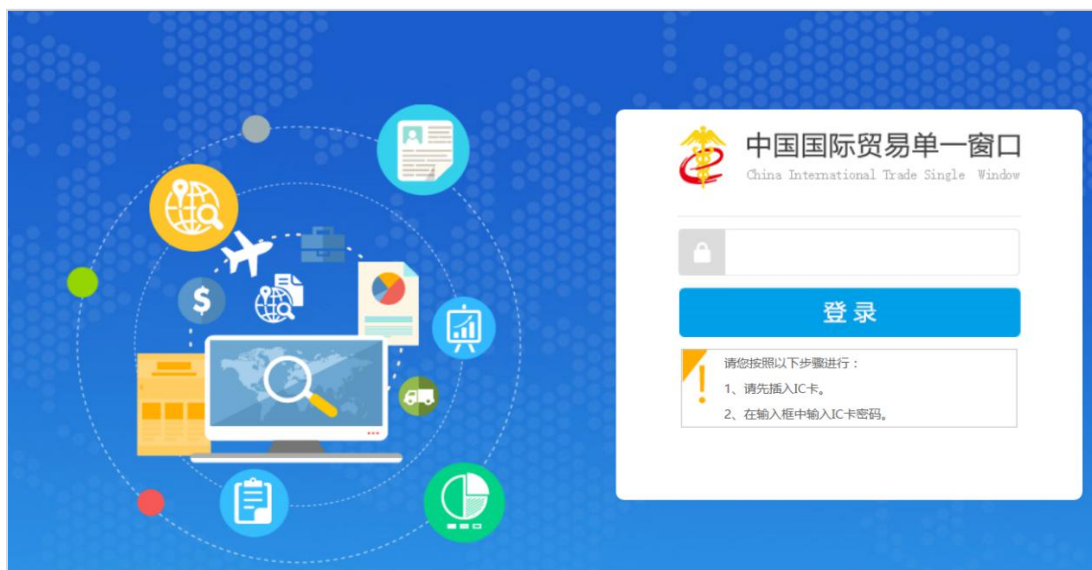 中国国际贸易单一窗口
China International Trade Single Window
登录
请您按照以下步骤进行：
1、请先插入IC卡。
2、在输入框中输入IC卡密码。
$